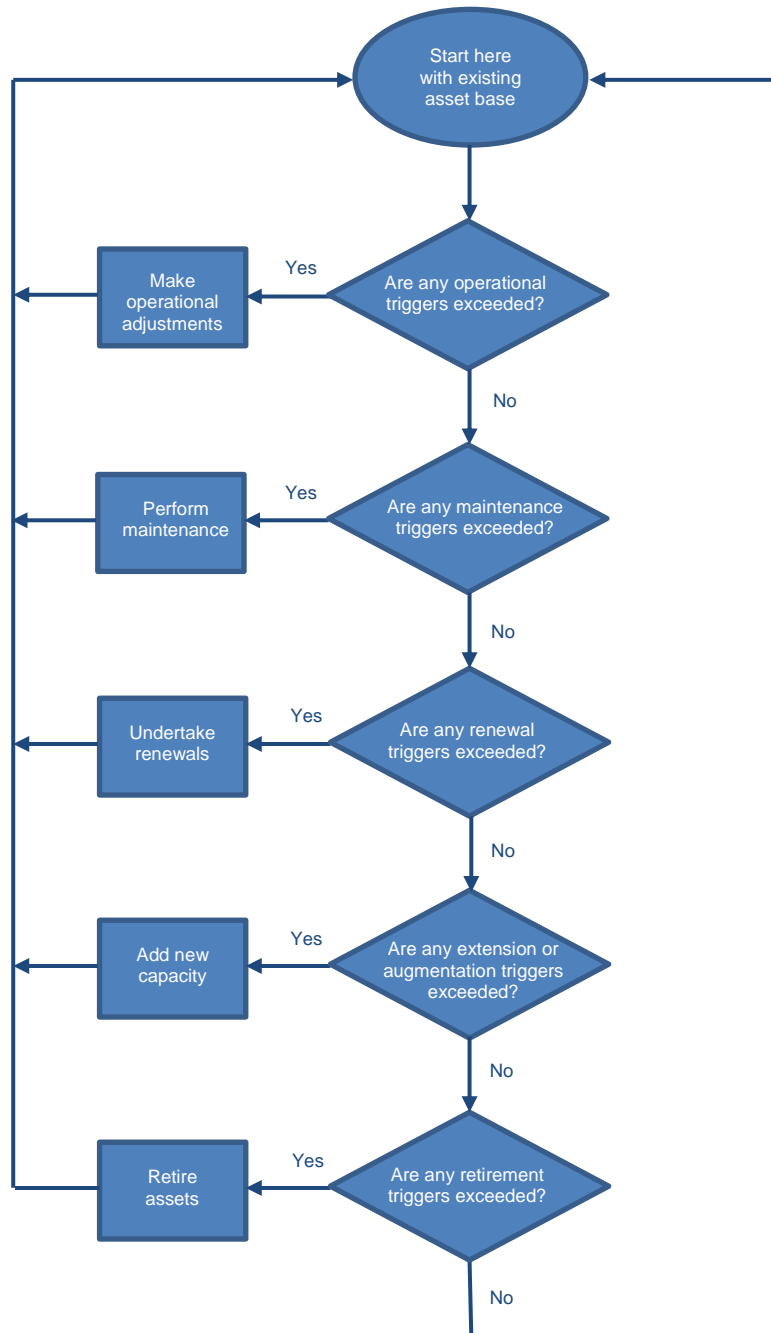 Start here
with existing
asset base
Yes
Make
operational
adjustments
Are any operational
triggers exceeded?
No
Yes
Perform
maintenance
Are any maintenance
triggers exceeded?
No
Yes
Undertake
renewals
Are any renewal
triggers exceeded?
No
Yes
Add new
capacity
Are any extension or
augmentation triggers
exceeded?
No
Yes
Retire
assets
Are any retirement
triggers exceeded?
No